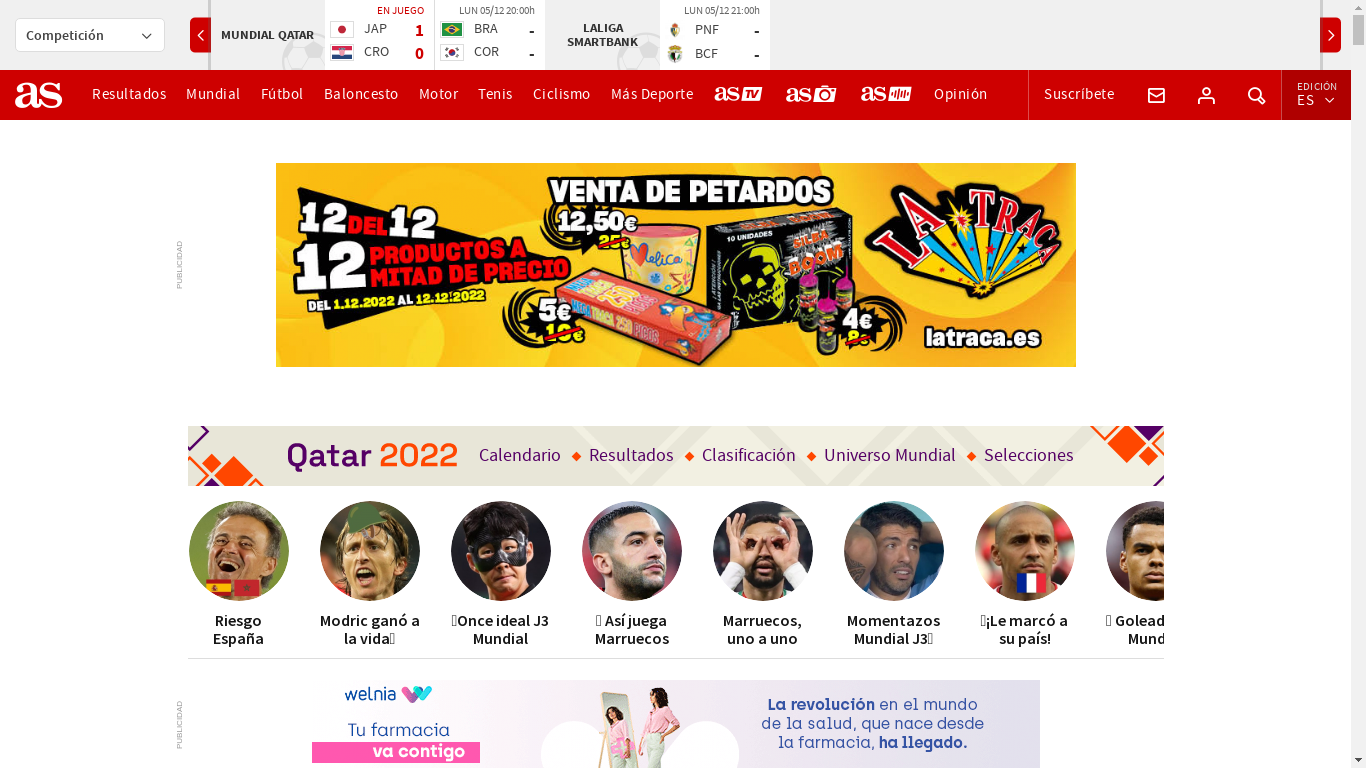 Competición
MUNDIAL QATAR
EN JUEGO
JAP 1
CRO 0
LUN 05/12 20:00h
BRA -
COR -
LALIGA
SMARTBANK
LUN 05/12 21:00h
PNF -
BCF -
as
Resultados
Mundial
Fútbol
Baloncesto
Motor
Tenis
Ciclismo
Más Deporte
as TV
as
as
Opinión
Suscríbete
EDICIÓN
ES
PUBLICIDAD
12 DEL 12
12 PRODUCTOS A
MITAD DE PRECIO
DEL 1.12.2022 AL 12.12.2022
VENTA DE PETARDOS
12,50€
25€
Melica
5€
10€
MEGATRACA 250 PICOS
10 UNIDADES
SILBA
BOOM!
4€
8€
LA TRACA
latraca.es
Qatar 2022
Calendario
Resultados
Clasificación
Universo Mundial
Selecciones
Riesgo
España
Modric ganó a
la vida
Once ideal J3
Mundial
Así juega
Marruecos
Marruecos,
uno a uno
Momentazos
Mundial J3
¡Le marcó a
su país!
Golead
Mund
PUBLICIDAD
welnia
Tu farmacia
va contigo
La revolución en el mundo
de la salud, que nace desde
la farmacia, ha llegado.